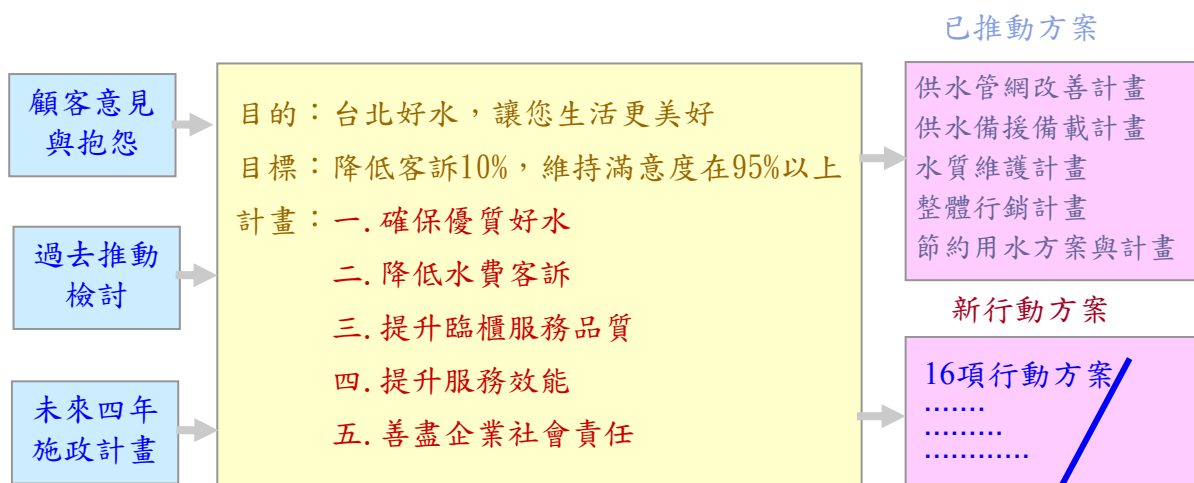 顧客意見
與抱怨
過去推動
檢討
未來四年
施政計畫
目的：台北好水，讓您生活更美好
目標：降低客訴10%，維持滿意度在95%以上
計畫：一.確保優質好水
二.降低水費客訴
三.提升臨櫃服務品質
四.提升服務效能
五.善盡企業社會責任
已推動方案
供水管網改善計畫
供水備援備載計畫
水質維護計畫
整體行銷計畫
節約用水方案與計畫
新行動方案
16項行動方案
.......
.........
............